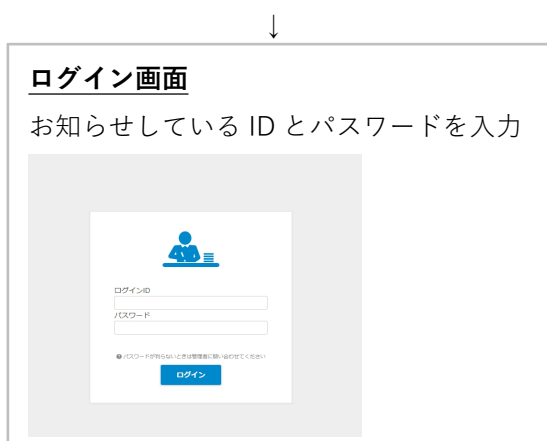 ↓
ログイン画面
お知らせしている ID とパスワードを入力
ログインID
パスワード
? パスワードが判らないときは管理者に問い合わせてください
ログイン